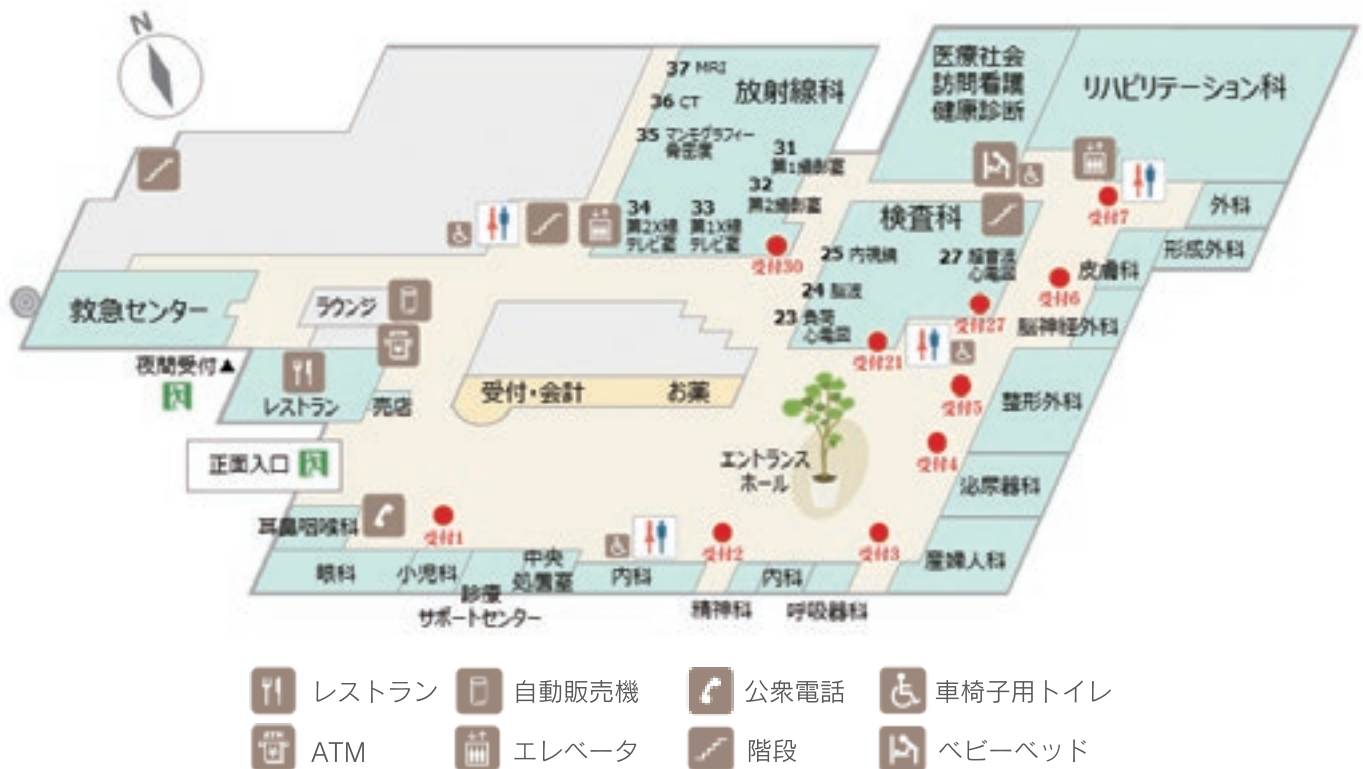 N
37 MRI
36 CT
35 マンモグラフィー
骨密度
放射線科
31
第1撮影室
32
第2撮影室
34
第2X線
テレビ室
33
第1X線
テレビ室
受付30
医療社会
訪問看護
健康診断
リハビリテーション科
受付7
外科
形成外科
検査科
25 内視鏡
27 超音波
心電図
24 脳波
23 負荷
心電図
受付27
受付21
皮膚科
受付6
脳神経外科
受付5
整形外科
受付4
泌尿器科
産婦人科
救急センター
ラウンジ
夜間受付▲
レストラン
売店
受付・会計
お薬
正面入口
エントランス
ホール
耳鼻咽喉科
受付1
受付2
受付3
眼科
小児科
診療
サポートセンター
中央
処置室
内科
精神科
内科
呼吸器科
レストラン
自動販売機
公衆電話
車椅子用トイレ
ATM
ATM
エレベータ
階段
ベビーベッド